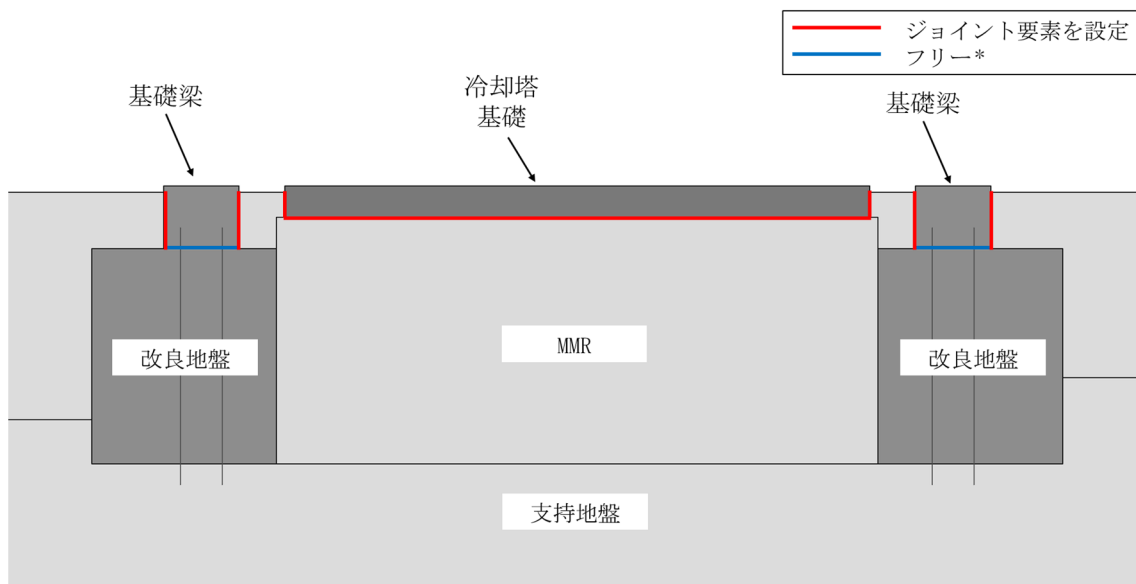 ジョイント要素を設定
フリー*
基礎梁
冷却塔
基礎
基礎梁
改良地盤
MMR
改良地盤
支持地盤